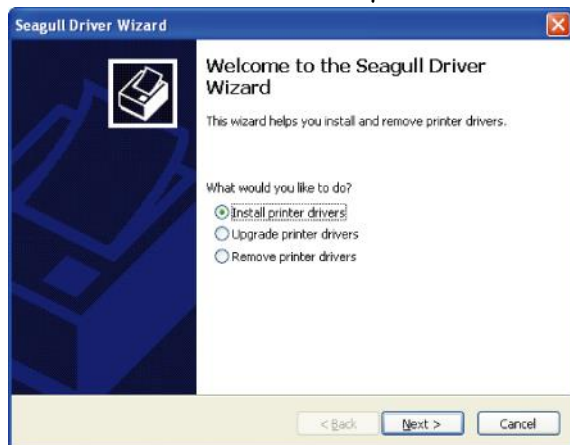 Seagull Driver Wizard
Welcome to the Seagull Driver
Wizard
This wizard helps you install and remove printer drivers.
What would you like to do?
Install printer drivers
Upgrade printer drivers
Remove printer drivers
< Back
Next >
Cancel